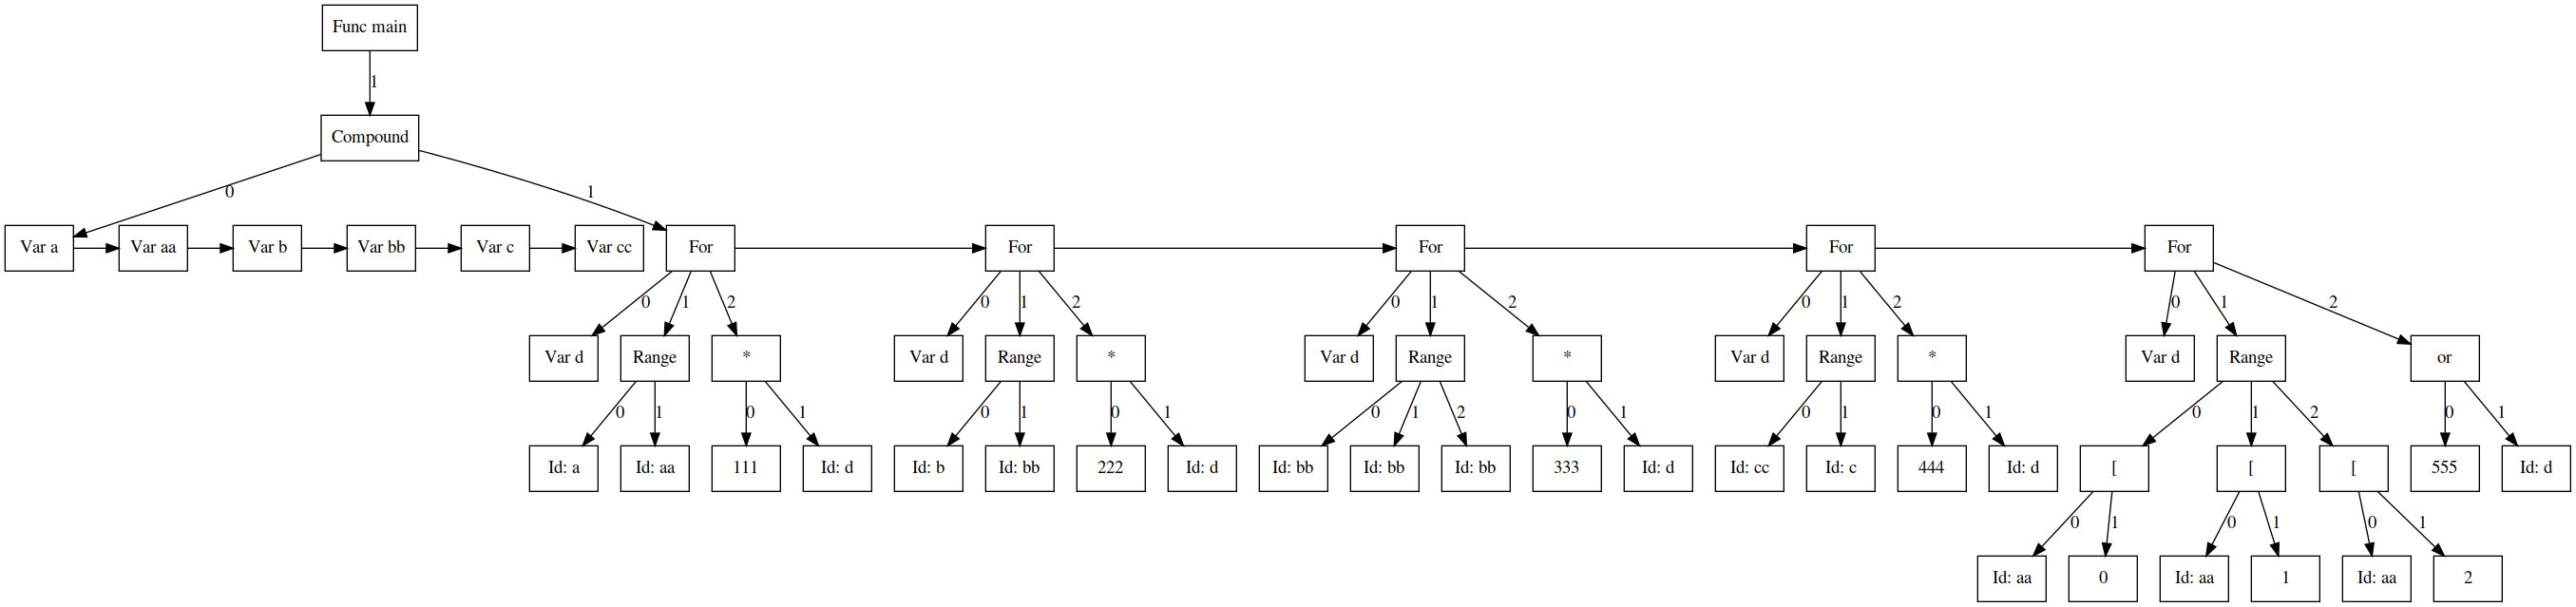 Func main
1
Compound
0 1
Var a Var aa Var b Var bb Var c Var cc For For For For For
0 1 2 0 1 2 0 1 2 0 1 2 0 1 2
Var d Range * Var d Range * Var d Range * Var d Range * Var d Range or
0 1 0 1 0 1 0 1 0 1 2 0 1 0 1 0 1 0 1 2 0 1
Id: a Id: aa 111 Id: d Id: b Id: bb 222 Id: d Id: bb Id: bb Id: bb 333 Id: d Id: cc Id: c 444 Id: d [ [ [ 555 Id: d
0 1 0 1 0 1
Id: aa 0 Id: aa 1 Id: aa 2